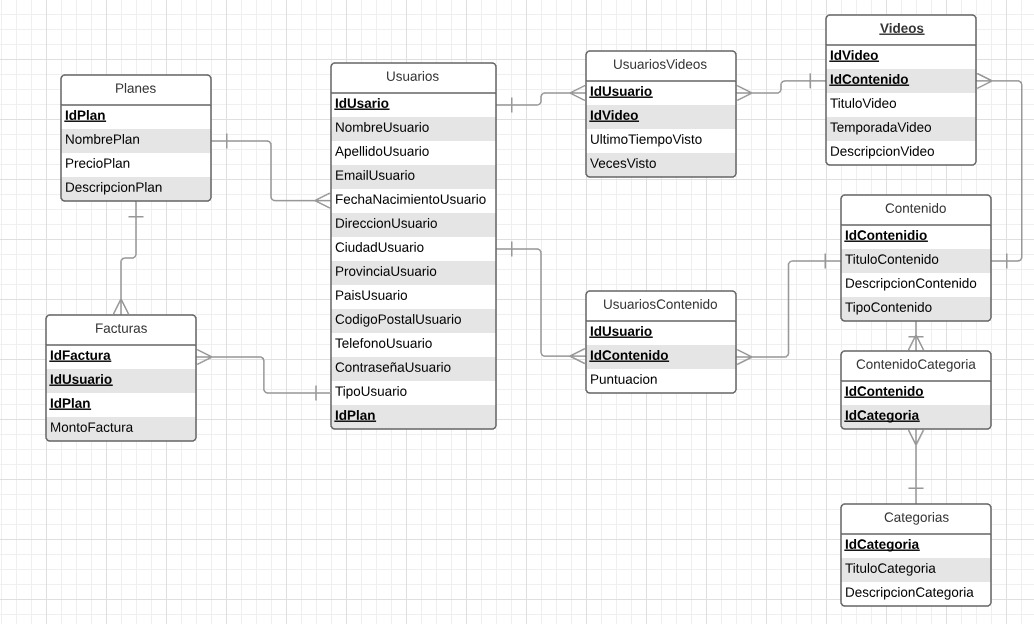 Planes
IdPlan
NombrePlan
PrecioPlan
DescripcionPlan
Facturas
IdFactura
IdUsuario
IdPlan
MontoFactura
Usuarios
IdUsario
NombreUsuario
ApellidoUsuario
EmailUsuario
FechaNacimientoUsuario
DireccionUsuario
CiudadUsuario
ProvinciaUsuario
PaisUsuario
CodigoPostalUsuario
TelefonoUsuario
ContraseñaUsuario
TipoUsuario
IdPlan
UsuariosVideos
IdUsuario
IdVideo
UltimoTiempoVisto
VecesVisto
UsuariosContenido
IdUsuario
IdContenido
Puntuacion
Videos
IdVideo
IdContenido
TituloVideo
TemporadaVideo
DescripcionVideo
Contenido
IdContenidio
TituloContenido
DescripcionContenido
TipoContenido
ContenidoCategoria
IdContenido
IdCategoria
Categorias
IdCategoria
TituloCategoria
DescripcionCategoria